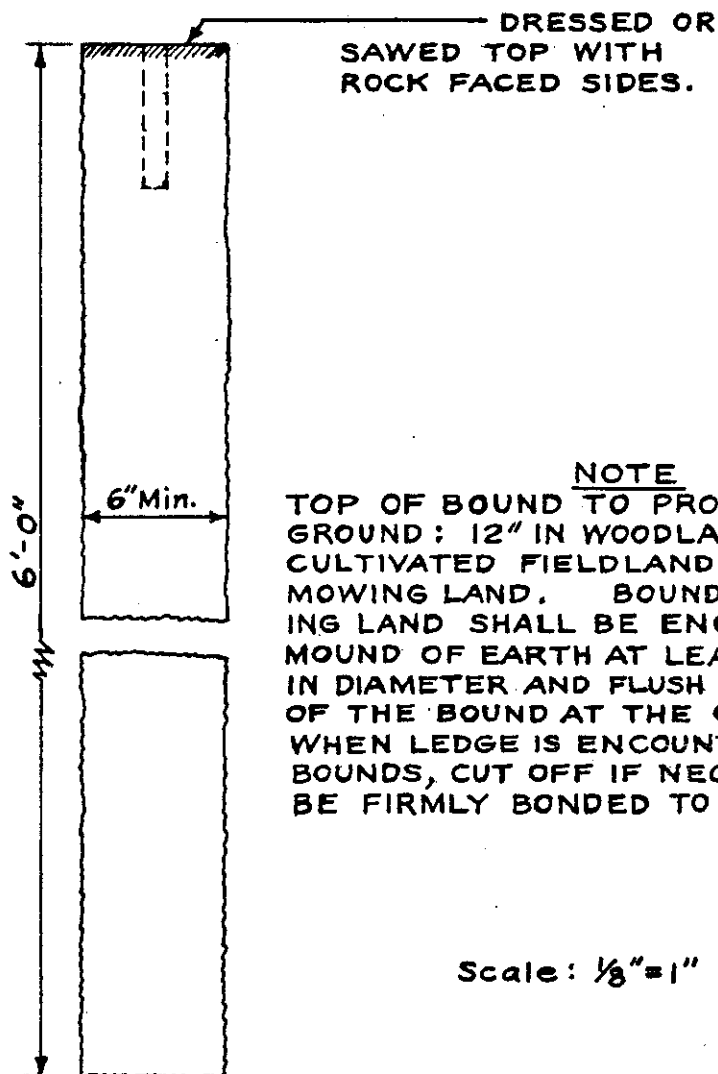 DRESSED OR
SAWED TOP WITH
ROCK FACED SIDES.
6"Min.
6'-0"
NOTE
TOP OF BOUND TO PRO
GROUND: 12" IN WOODLA
CULTIVATED FIELDLAND
MOWING LAND. BOUND
ING LAND SHALL BE ENC
MOUND OF EARTH AT LEA
IN DIAMETER AND FLUSH
OF THE BOUND AT THE
WHEN LEDGE IS ENCOUN
BOUNDS, CUT OFF IF NEC
BE FIRMLY BONDED TO
Scale: 1/8"=1"